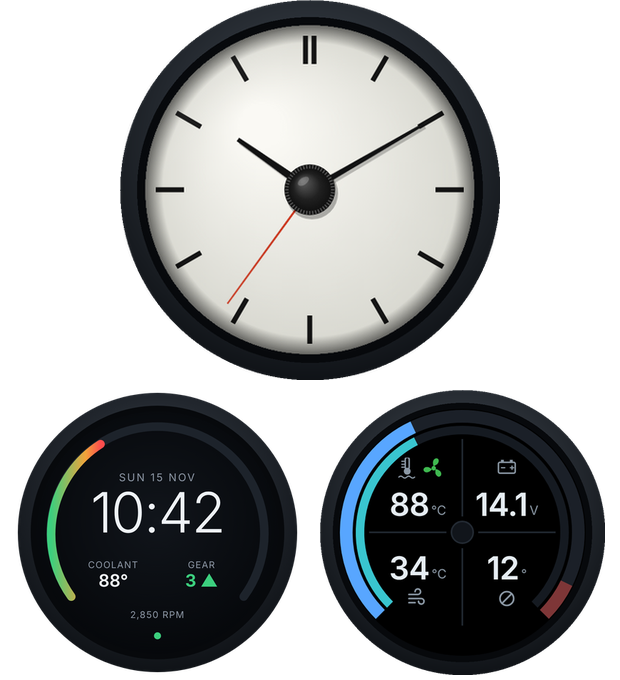 SUN 15 NOV
10:42
COOLANT GEAR
88° 3
2,850 RPM
88°C 14.1V
34°C 12°